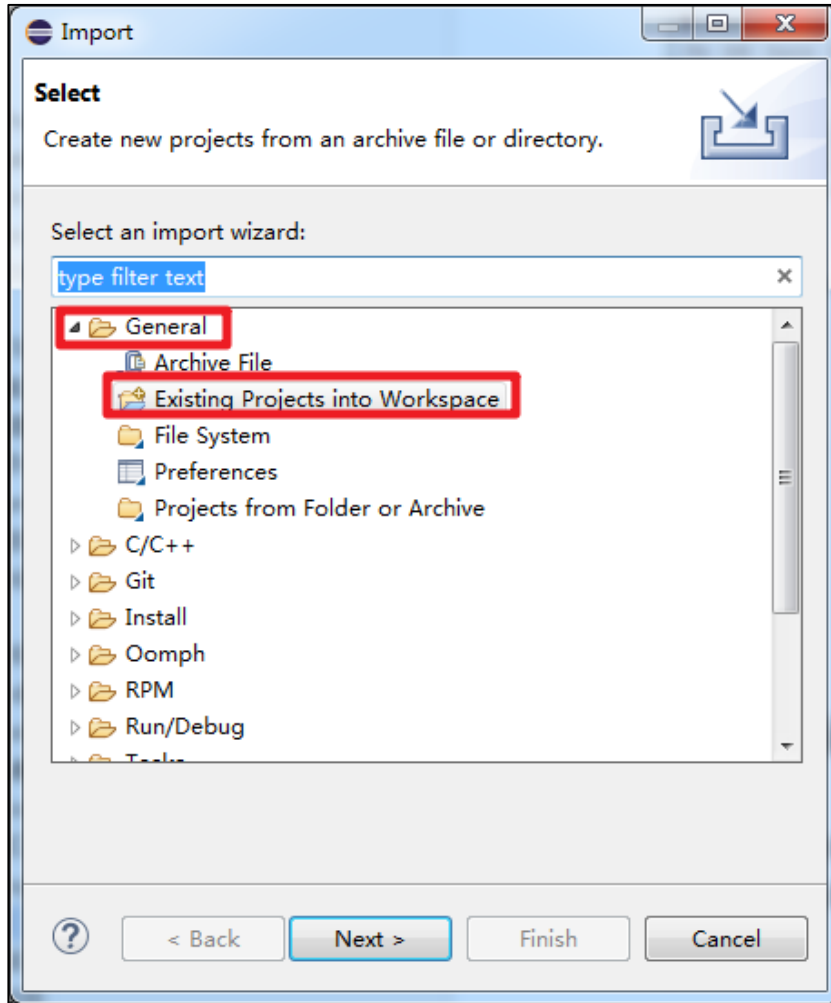 Import
Select
Create new projects from an archive file or directory.
Select an import wizard:
type filter text
General
Archive File
Existing Projects into Workspace
File System
Preferences
Projects from Folder or Archive
C/C++
Git
Install
Oomph
RPM
Run/Debug
Tasks
< Back
Next >
Finish
Cancel